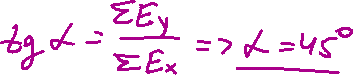 tg α = ΣEy / ΣEx => α = 45°